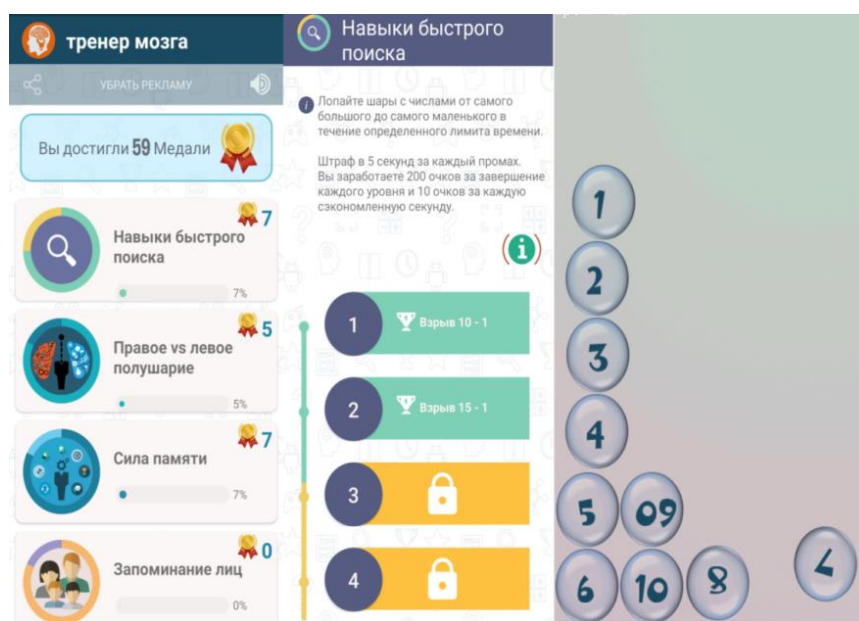 тренер мозга
УБРАТЬ РЕКЛАМУ
Вы достигли 59 Медали
7
Навыки быстрого
поиска
7%
5
Правое vs левое
полушарие
5%
7
Сила памяти
7%
0
Запоминание лиц
0%
Навыки быстрого
поиска
i Лопайте шары с числами от самого
большого до самого маленького в
течение определенного лимита времени.
Штраф в 5 секунд за каждый промах.
Вы заработаете 200 очков за завершение
каждого уровня и 10 очков за каждую
сэкономленную секунду.
i
1 Взрыв 10 - 1
2 Взрыв 15 - 1
3
4
1
2
3
4
5 09
6 10 8 7